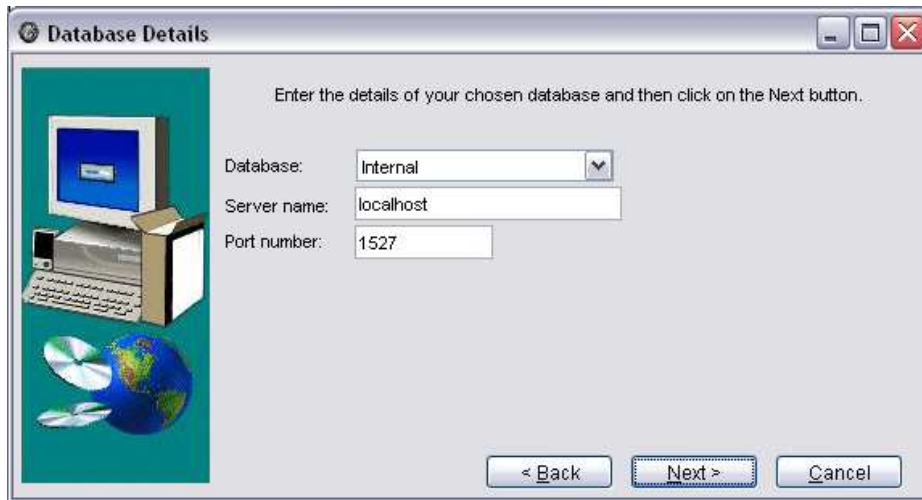 Database Details
Enter the details of your chosen database and then click on the Next button.
Database: Internal
Server name: localhost
Port number: 1527
< Back Next > Cancel